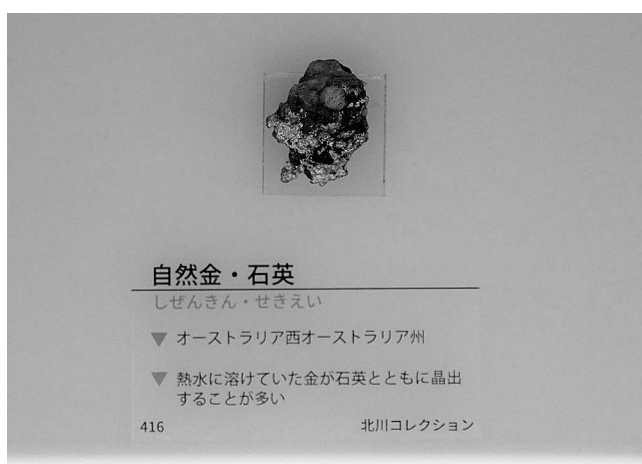 自然金・石英
しぜんきん・せきえい
▼ オーストラリア西オーストラリア州
▼ 熱水に溶けていた金が石英とともに晶出
することが多い
416 北川コレクション